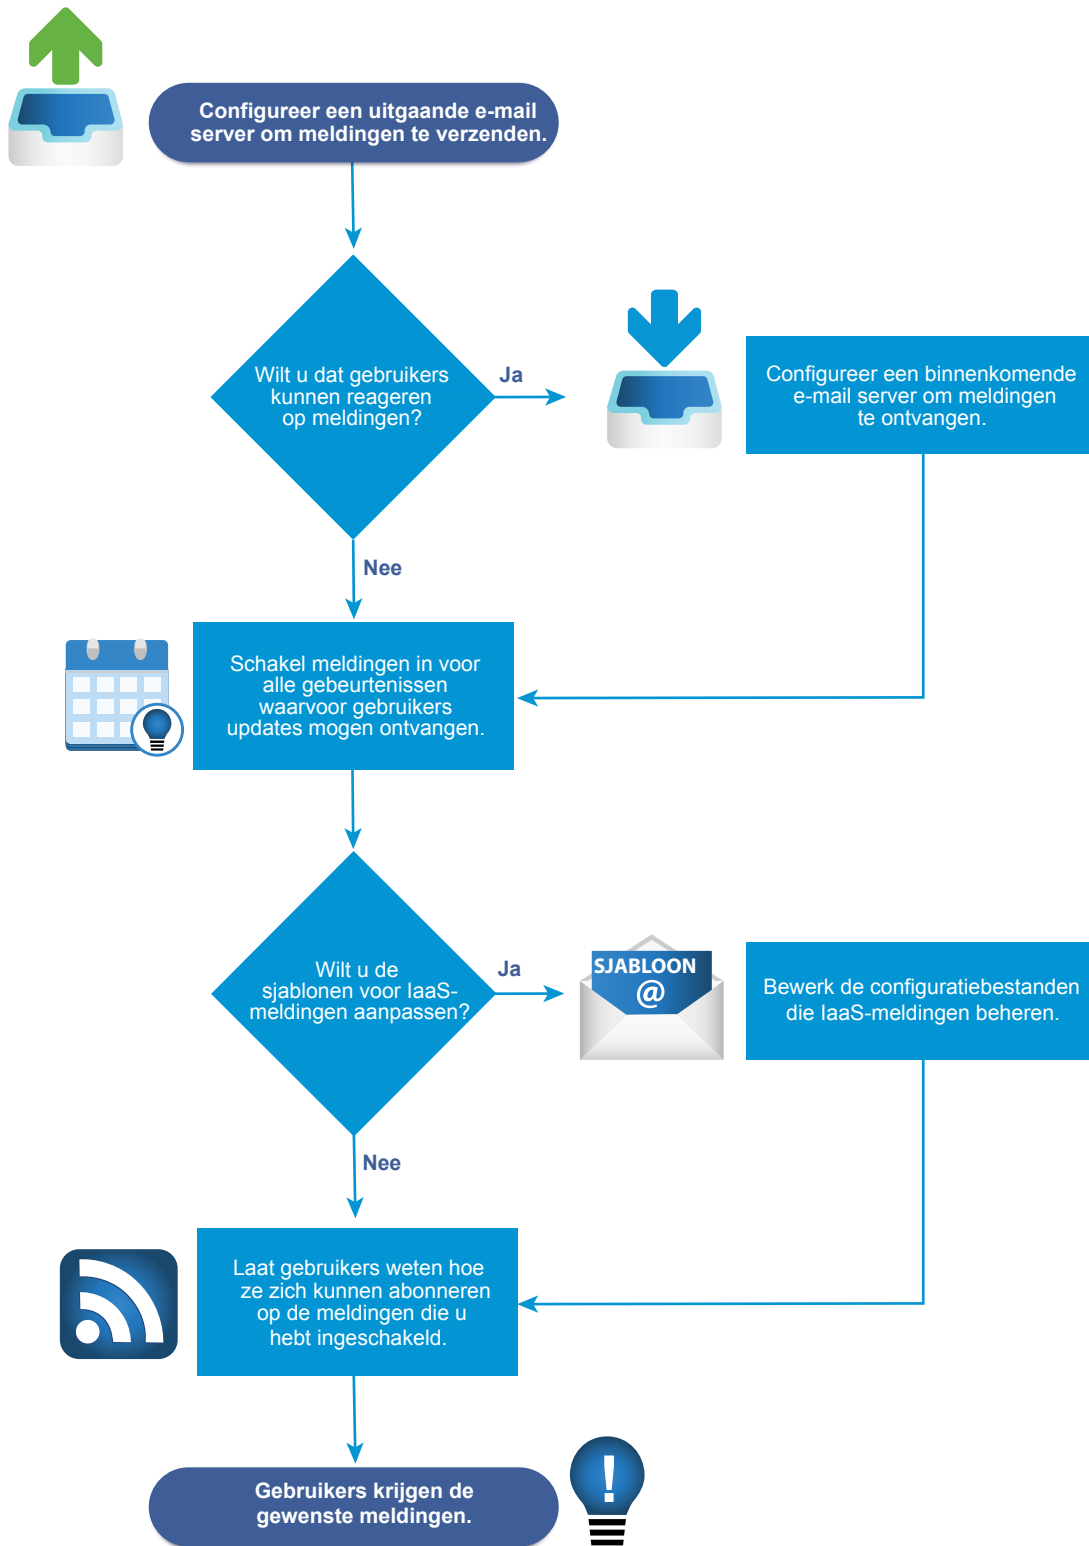 Configureer een uitgaande e-mail
server om meldingen te verzenden.
Wilt u dat gebruikers
kunnen reageren
op meldingen?
Ja
Configureer een binnenkomende
e-mail server om meldingen
te ontvangen.
Nee
Schakel meldingen in voor
alle gebeurtenissen
waarvoor gebruikers
updates mogen ontvangen.
Wilt u de
sjablonen voor IaaS-
meldingen aanpassen?
Ja
SJABLOON
@
Bewerk de configuratiebestanden
die IaaS-meldingen beheren.
Nee
Laat gebruikers weten hoe
ze zich kunnen abonneren
op de meldingen die u
hebt ingeschakeld.
Gebruikers krijgen de
gewenste meldingen.
!